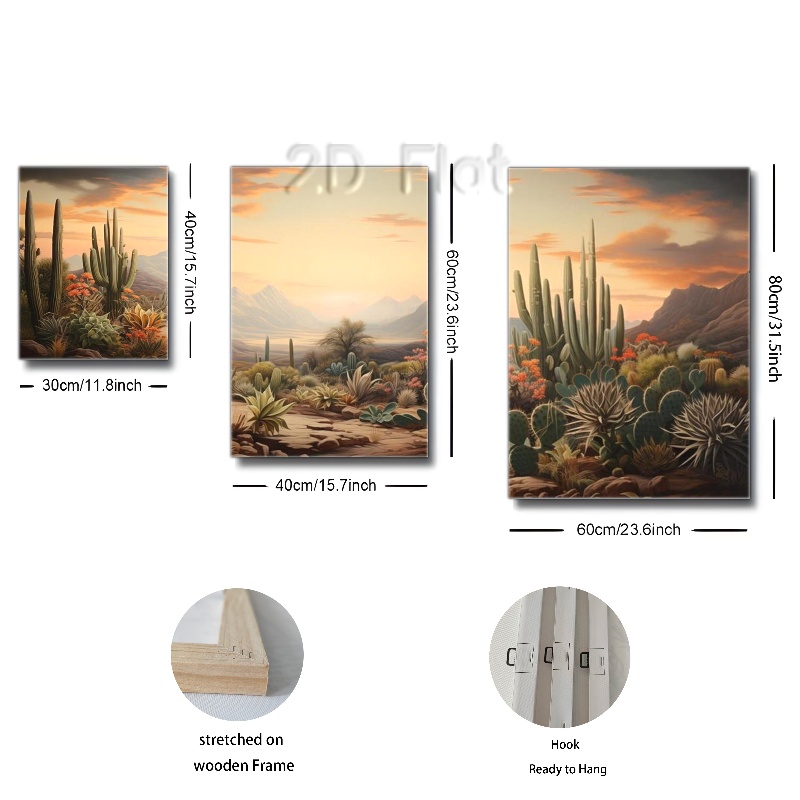 2.D Flat.
40cm/15.7inch
60cm/23.6inch
80cm/31.5inch
30cm/11.8inch
40cm/15.7inch
60cm/23.6inch
stretched on
wooden Frame
Hook
Ready to Hang